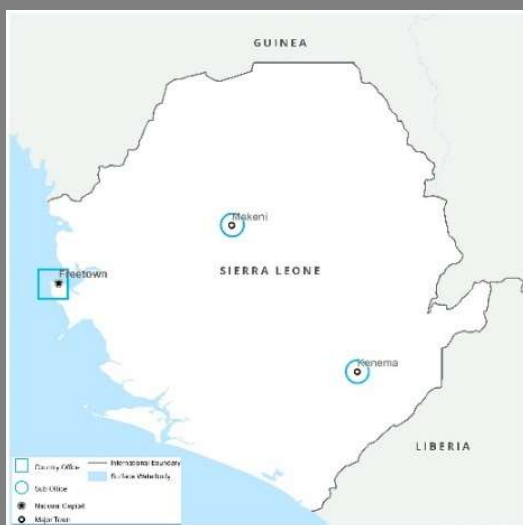 GUINEA
Makeni
SIERRA LEONE
Freetown
Kenema
LIBERIA
Country Office
International boundary
Sub Office
Surface Waterbody
National Capital
Major Town